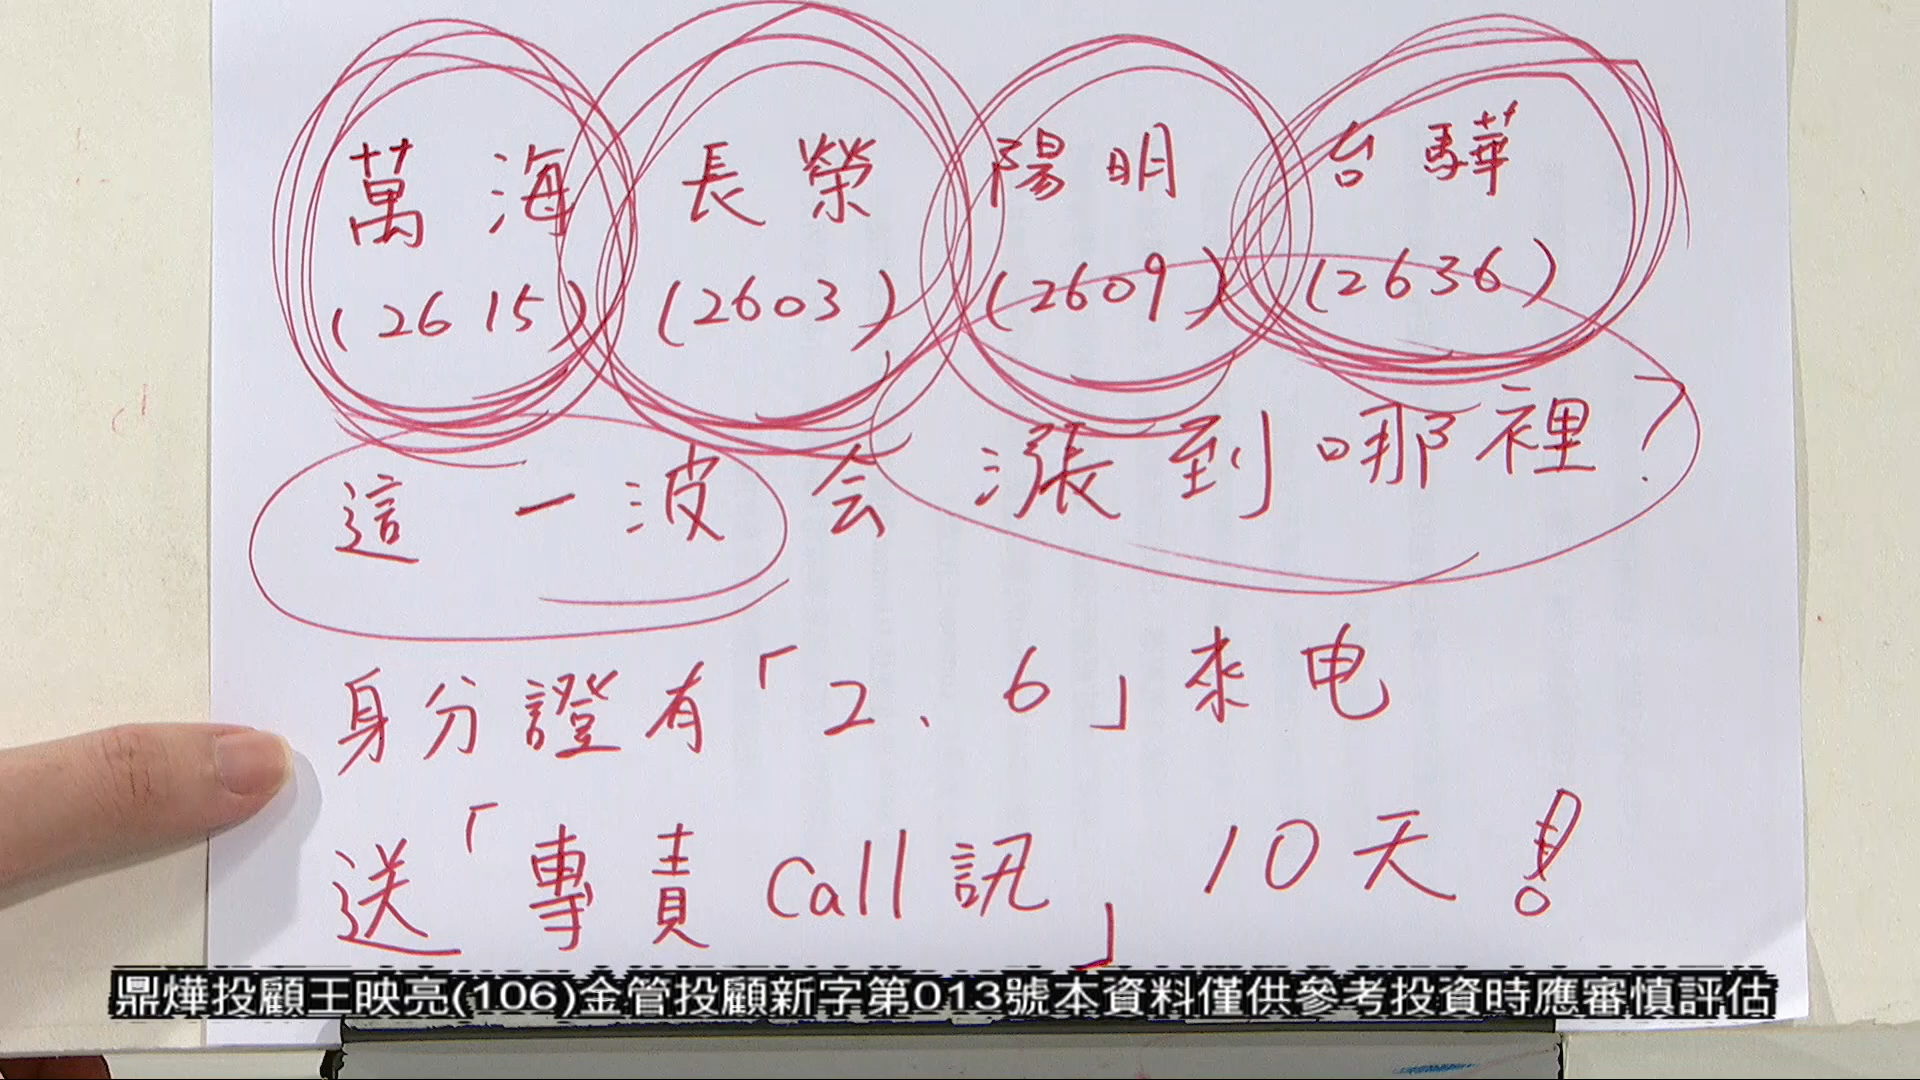 萬海 長榮 陽明 台驊
(2615) (2603) (2609) (2636)
這一波会漲到哪裡?
身分證有「2、6」來电
送「專責Call訊」10天!
鼎燁投顧王映亮(106)金管投顧新字第013號本資料僅供參考投資時應審慎評估